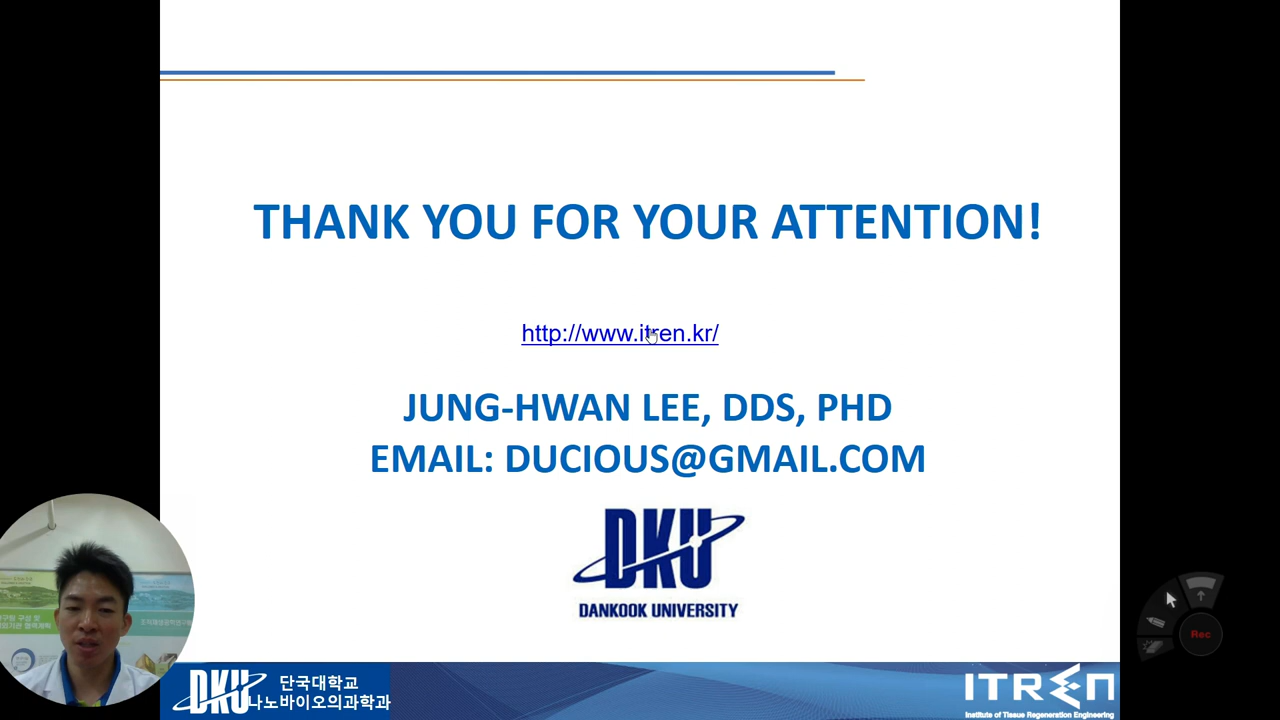 THANK YOU FOR YOUR ATTENTION!
http://www.itren.kr/
JUNG-HWAN LEE, DDS, PHD
EMAIL: DUCIOUS@GMAIL.COM
DKU
DANKOOK UNIVERSITY
DKU
단국대학교
나노바이오의과학과
ITREN
Institute of Tissue Regeneration Engineering
Rec